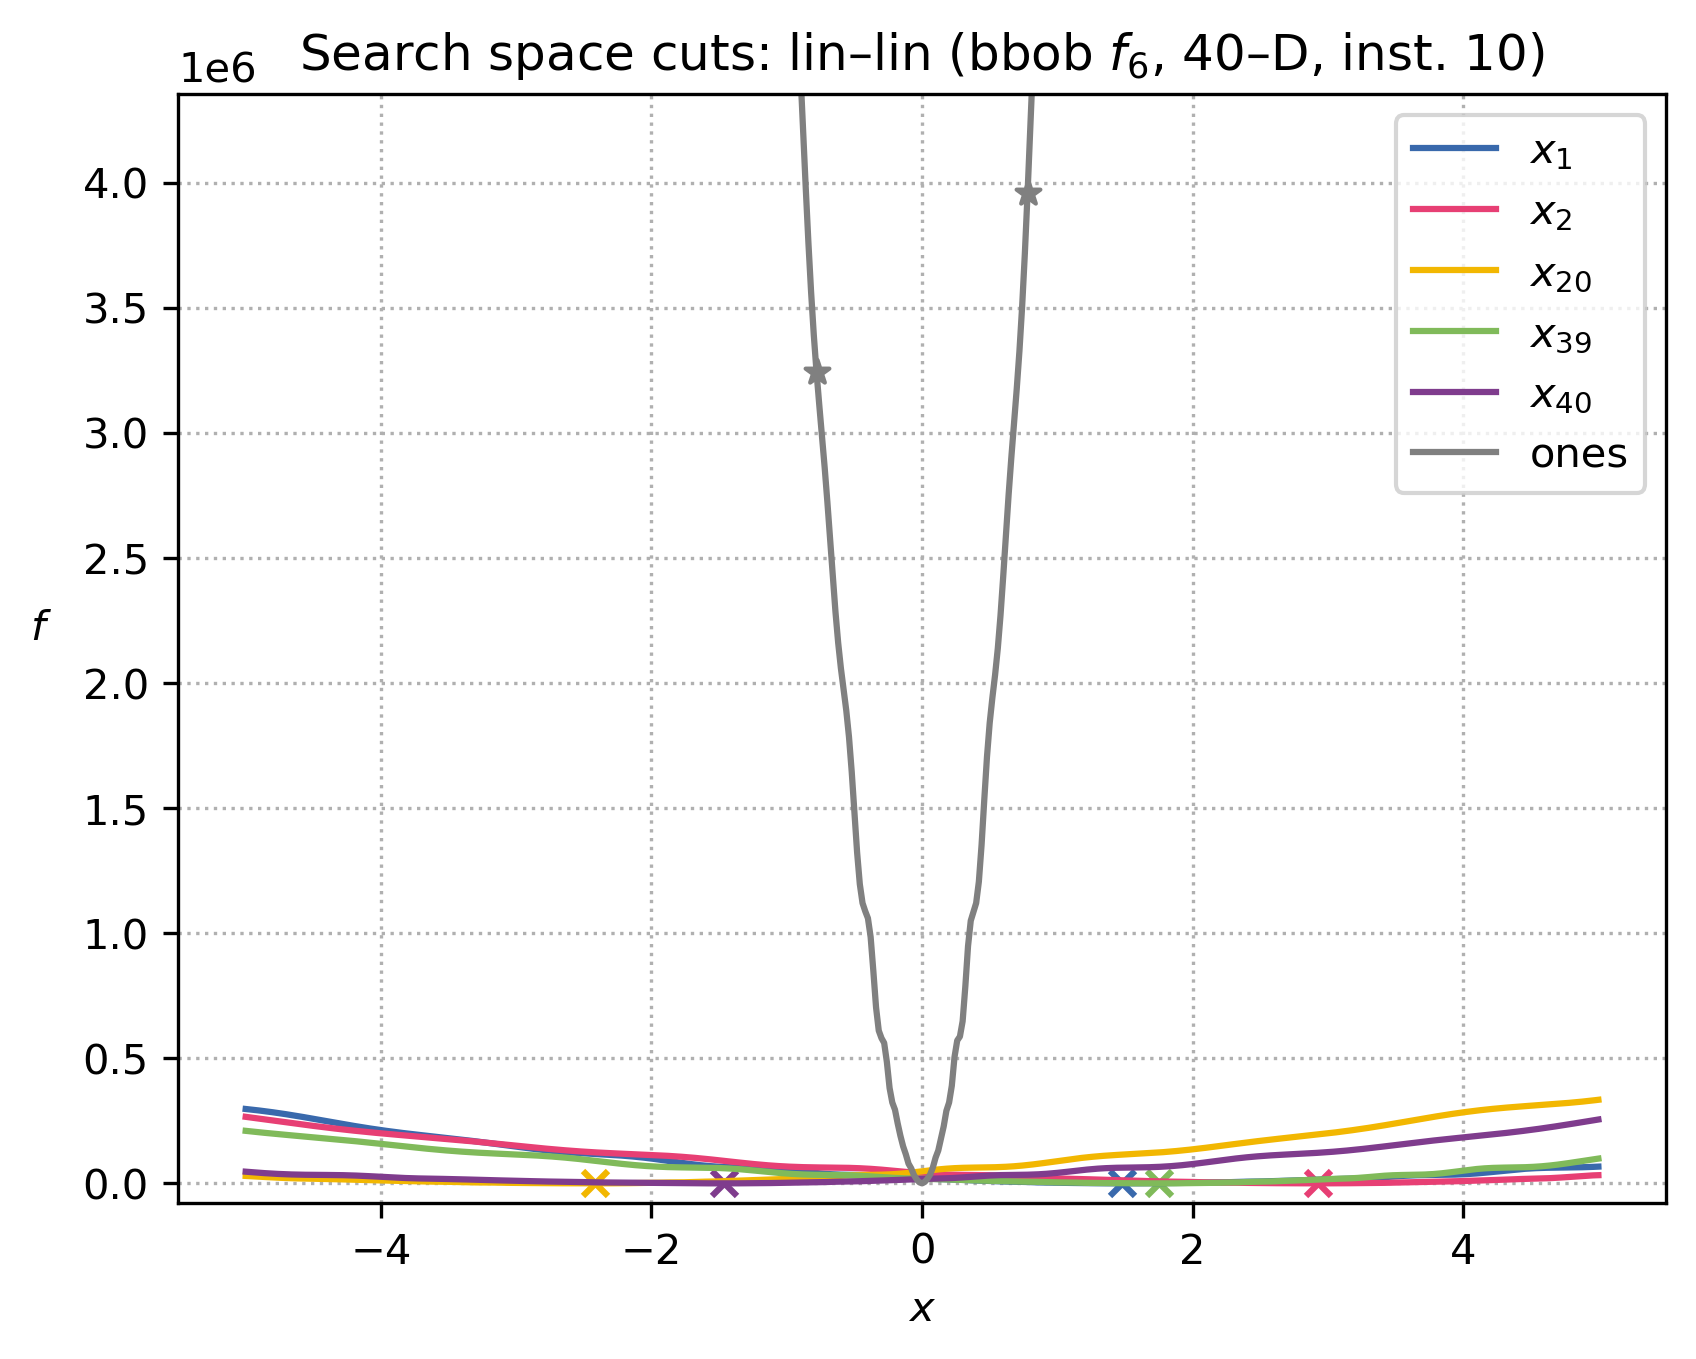 Search space cuts: lin–lin (bbob f₆, 40–D, inst. 10)
1e6
4.0
3.5
3.0
2.5
2.0
1.5
1.0
0.5
0.0
f
−4
−2
0
2
4
x
x₁
x₂
x₂₀
x₃₉
x₄₀
ones